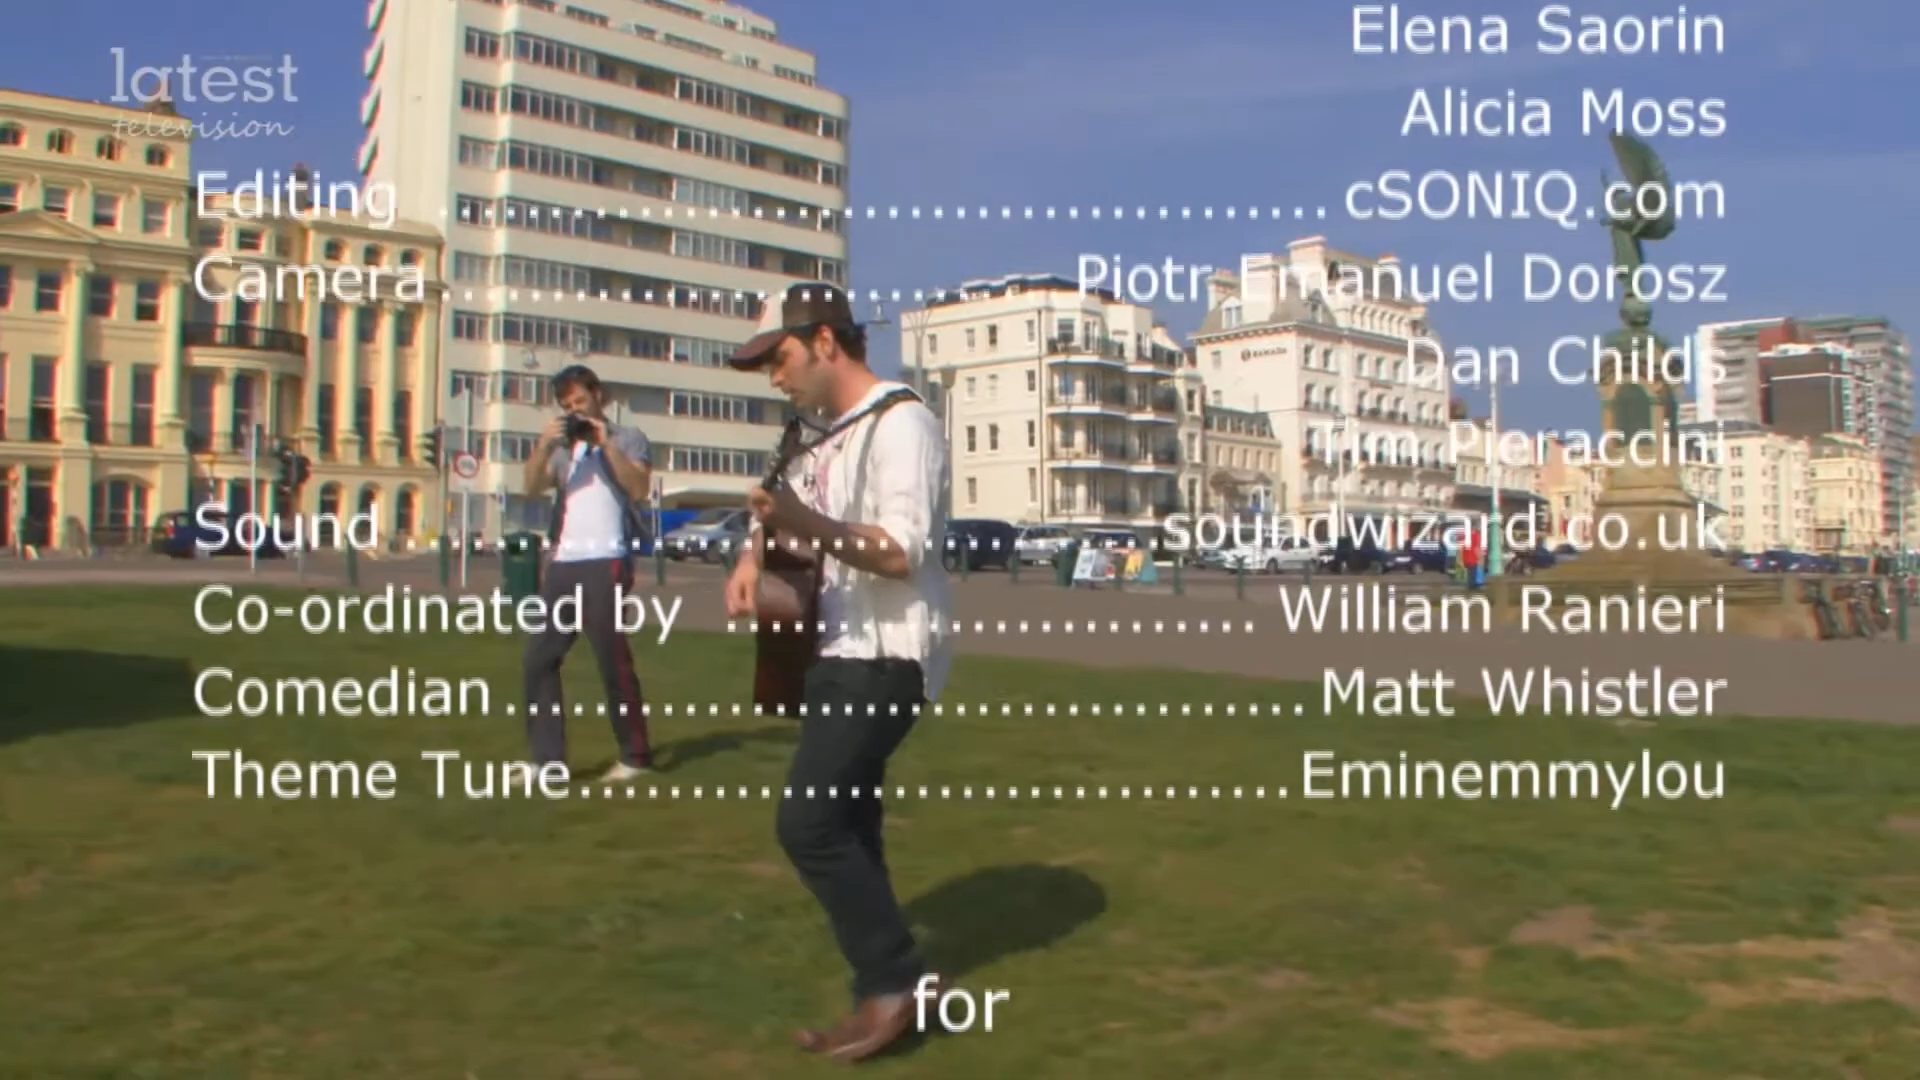 latest
television
Elena Saorin
Alicia Moss
Editing ................................ cSONIQ.com
Camera........................ Piotr Emanuel Dorosz
Dan Childs
Tim Pieraccini
Sound ............................soundwizard.co.uk
Co-ordinated by ................... William Ranieri
Comedian............................... Matt Whistler
Theme Tune............................Eminemmylou
for